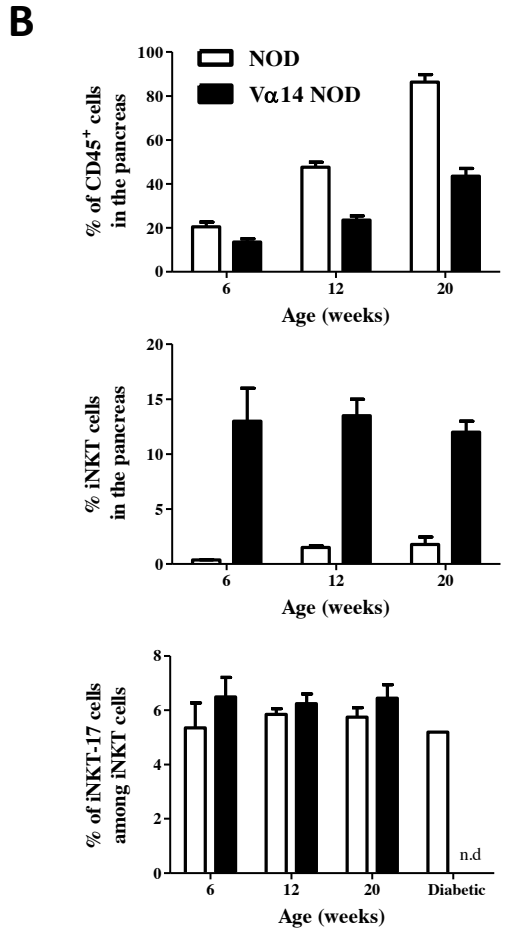 B
100
80
60
40
20
0
% of CD45+ cells
in the pancreas
NOD
Vα14 NOD
6 12 20
Age (weeks)
20
15
10
5
0
% iNKT cells
in the pancreas
6 12 20
Age (weeks)
8
6
4
2
0
% of iNKT-17 cells
among iNKT cells
n.d
6 12 20 Diabetic
Age (weeks)